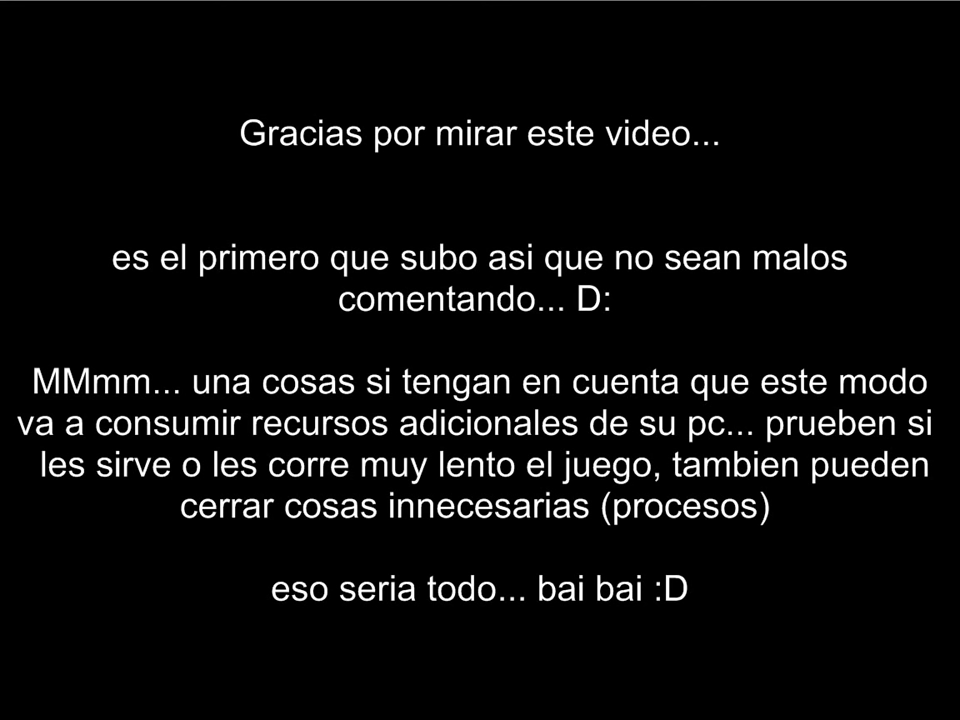 Gracias por mirar este video...
es el primero que subo asi que no sean malos
comentando... D:
MMmm... una cosas si tengan en cuenta que este modo
va a consumir recursos adicionales de su pc... prueben si
les sirve o les corre muy lento el juego, tambien pueden
cerrar cosas innecesarias (procesos)
eso seria todo... bai bai :D